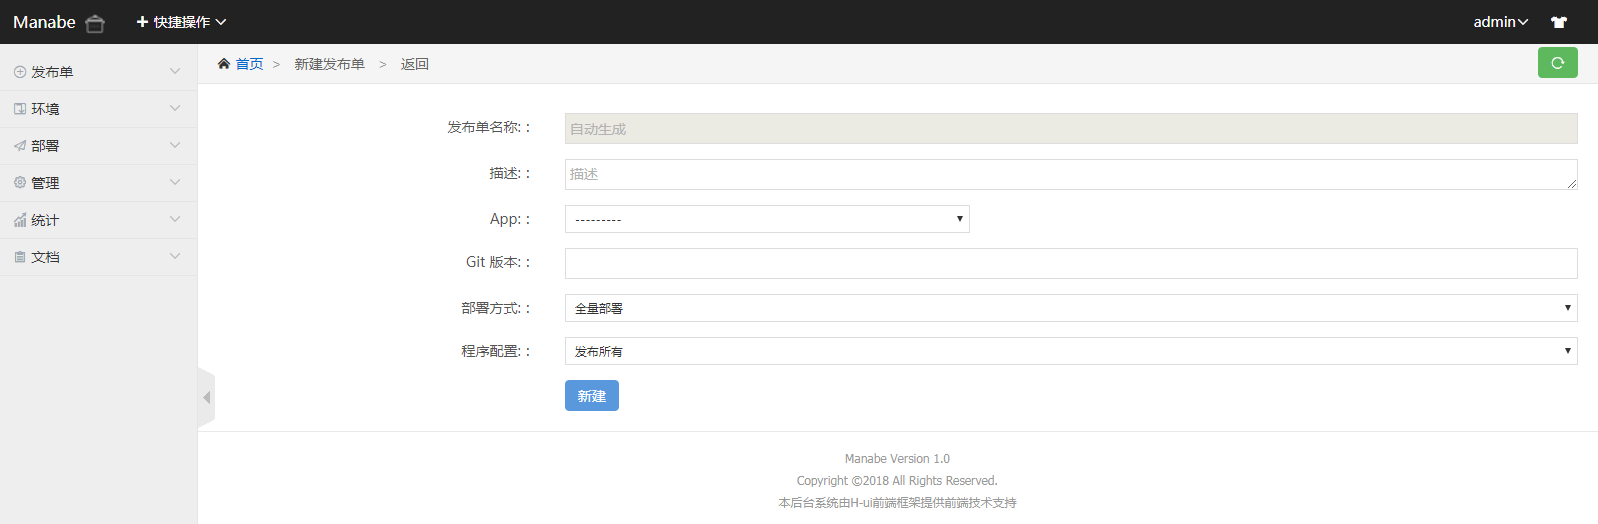 Manabe 快捷操作 admin
首页 > 新建发布单 > 返回
发布单
环境
部署
管理
统计
文档
发布单名称: : 自动生成
描述: : 描述
App: : ---------
Git 版本: :
部署方式: : 全量部署
程序配置: : 发布所有
新建
Manabe Version 1.0
Copyright ©2018 All Rights Reserved.
本后台系统由H-ui前端框架提供前端技术支持